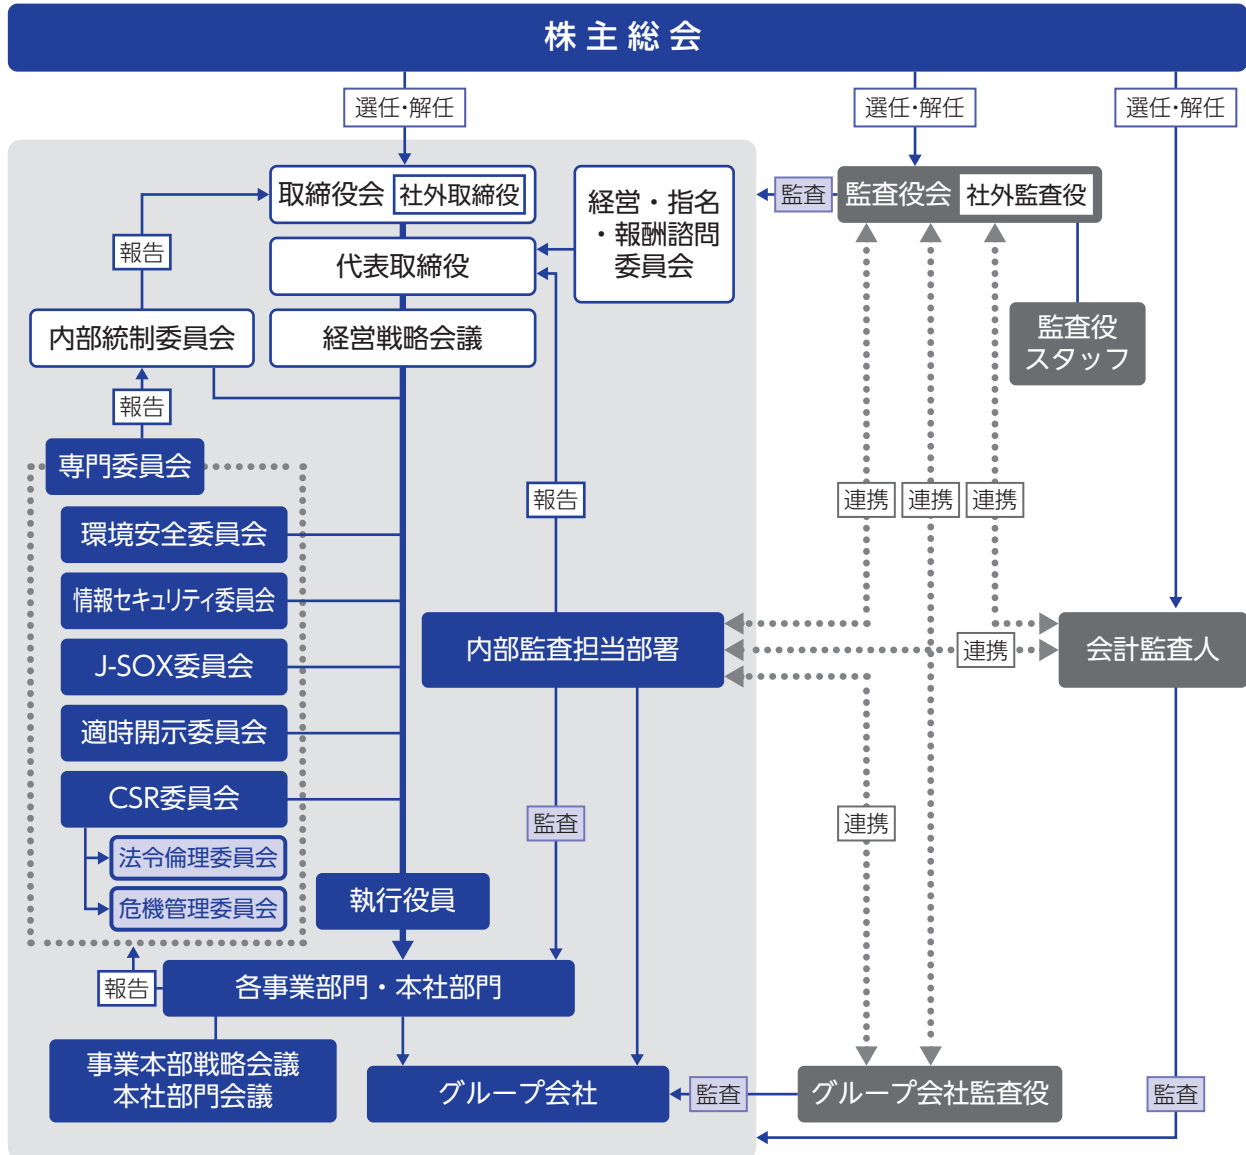 株主総会
選任・解任
選任・解任
選任・解任
取締役会
社外取締役
経営・指名
・報酬諮問
委員会
監査
監査役会
社外監査役
報告
代表取締役
内部統制委員会
経営戦略会議
監査役
スタッフ
報告
専門委員会
報告
連携
連携
連携
環境安全委員会
情報セキュリティ委員会
J-SOX委員会
内部監査担当部署
連携
会計監査人
適時開示委員会
CSR委員会
監査
連携
法令倫理委員会
危機管理委員会
執行役員
報告
各事業部門・本社部門
事業本部戦略会議
本社部門会議
グループ会社
監査
グループ会社監査役
監査